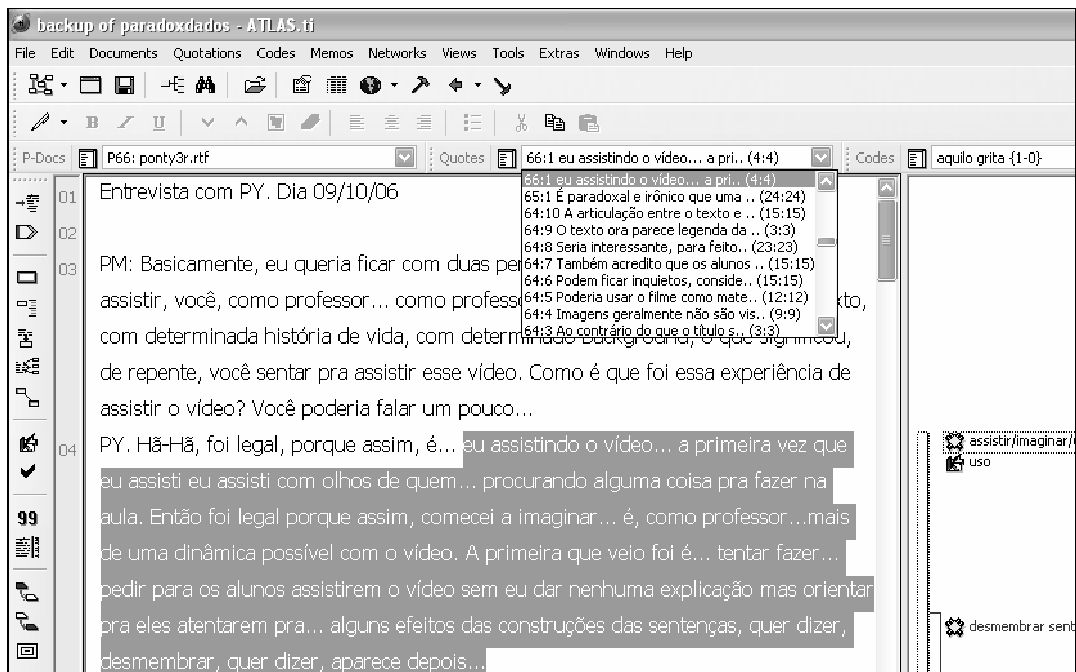 backup of paradoxdados - ATLAS.ti
File Edit Documents Quotations Codes Memos Networks Views Tools Extras Windows Help
B I U
P-Docs P66: ponty3r.rtf Quotes 66:1 eu assistindo o vídeo... a pri.. (4:4) Codes aquilo grita {1-0}
66:1 eu assistindo o vídeo... a pri.. (4:4)
65:1 É paradoxal e irônico que uma .. (24:24)
64:10 A articulação entre o texto e .. (15:15)
64:9 O texto ora parece legenda da .. (3:3)
64:8 Seria interessante, para feito.. (23:23)
64:7 Também acredito que os alunos .. (15:15)
64:6 Podem ficar inquietos, conside.. (15:15)
64:5 Poderia usar o filme como mate.. (12:12)
64:4 Imagens geralmente não são vis.. (9:9)
64:3 Ao contrário do que o título s.. (3:3)
01 Entrevista com PY. Dia 09/10/06
02
03 PM: Basicamente, eu queria ficar com duas per
assistir, você, como professor... como profess xto,
com determinada história de vida, com determ
de repente, você sentar pra assistir esse vídeo. Como é que foi essa experiência de
assistir o vídeo? Você poderia falar um pouco...
04 PY. Hã-Hã, foi legal, porque assim, é... eu assistindo o vídeo... a primeira vez que
eu assisti eu assisti com olhos de quem... procurando alguma coisa pra fazer na
aula. Então foi legal porque assim, comecei a imaginar... é, como professor...mais
de uma dinâmica possível com o vídeo. A primeira que veio foi é... tentar fazer...
pedir para os alunos assistirem o vídeo sem eu dar nenhuma explicação mas orientar
pra eles atentarem pra... alguns efeitos das construções das sentenças, quer dizer,
desmembrar, quer dizer, aparece depois...
assistir/imaginar/
uso
desmembrar sent
99